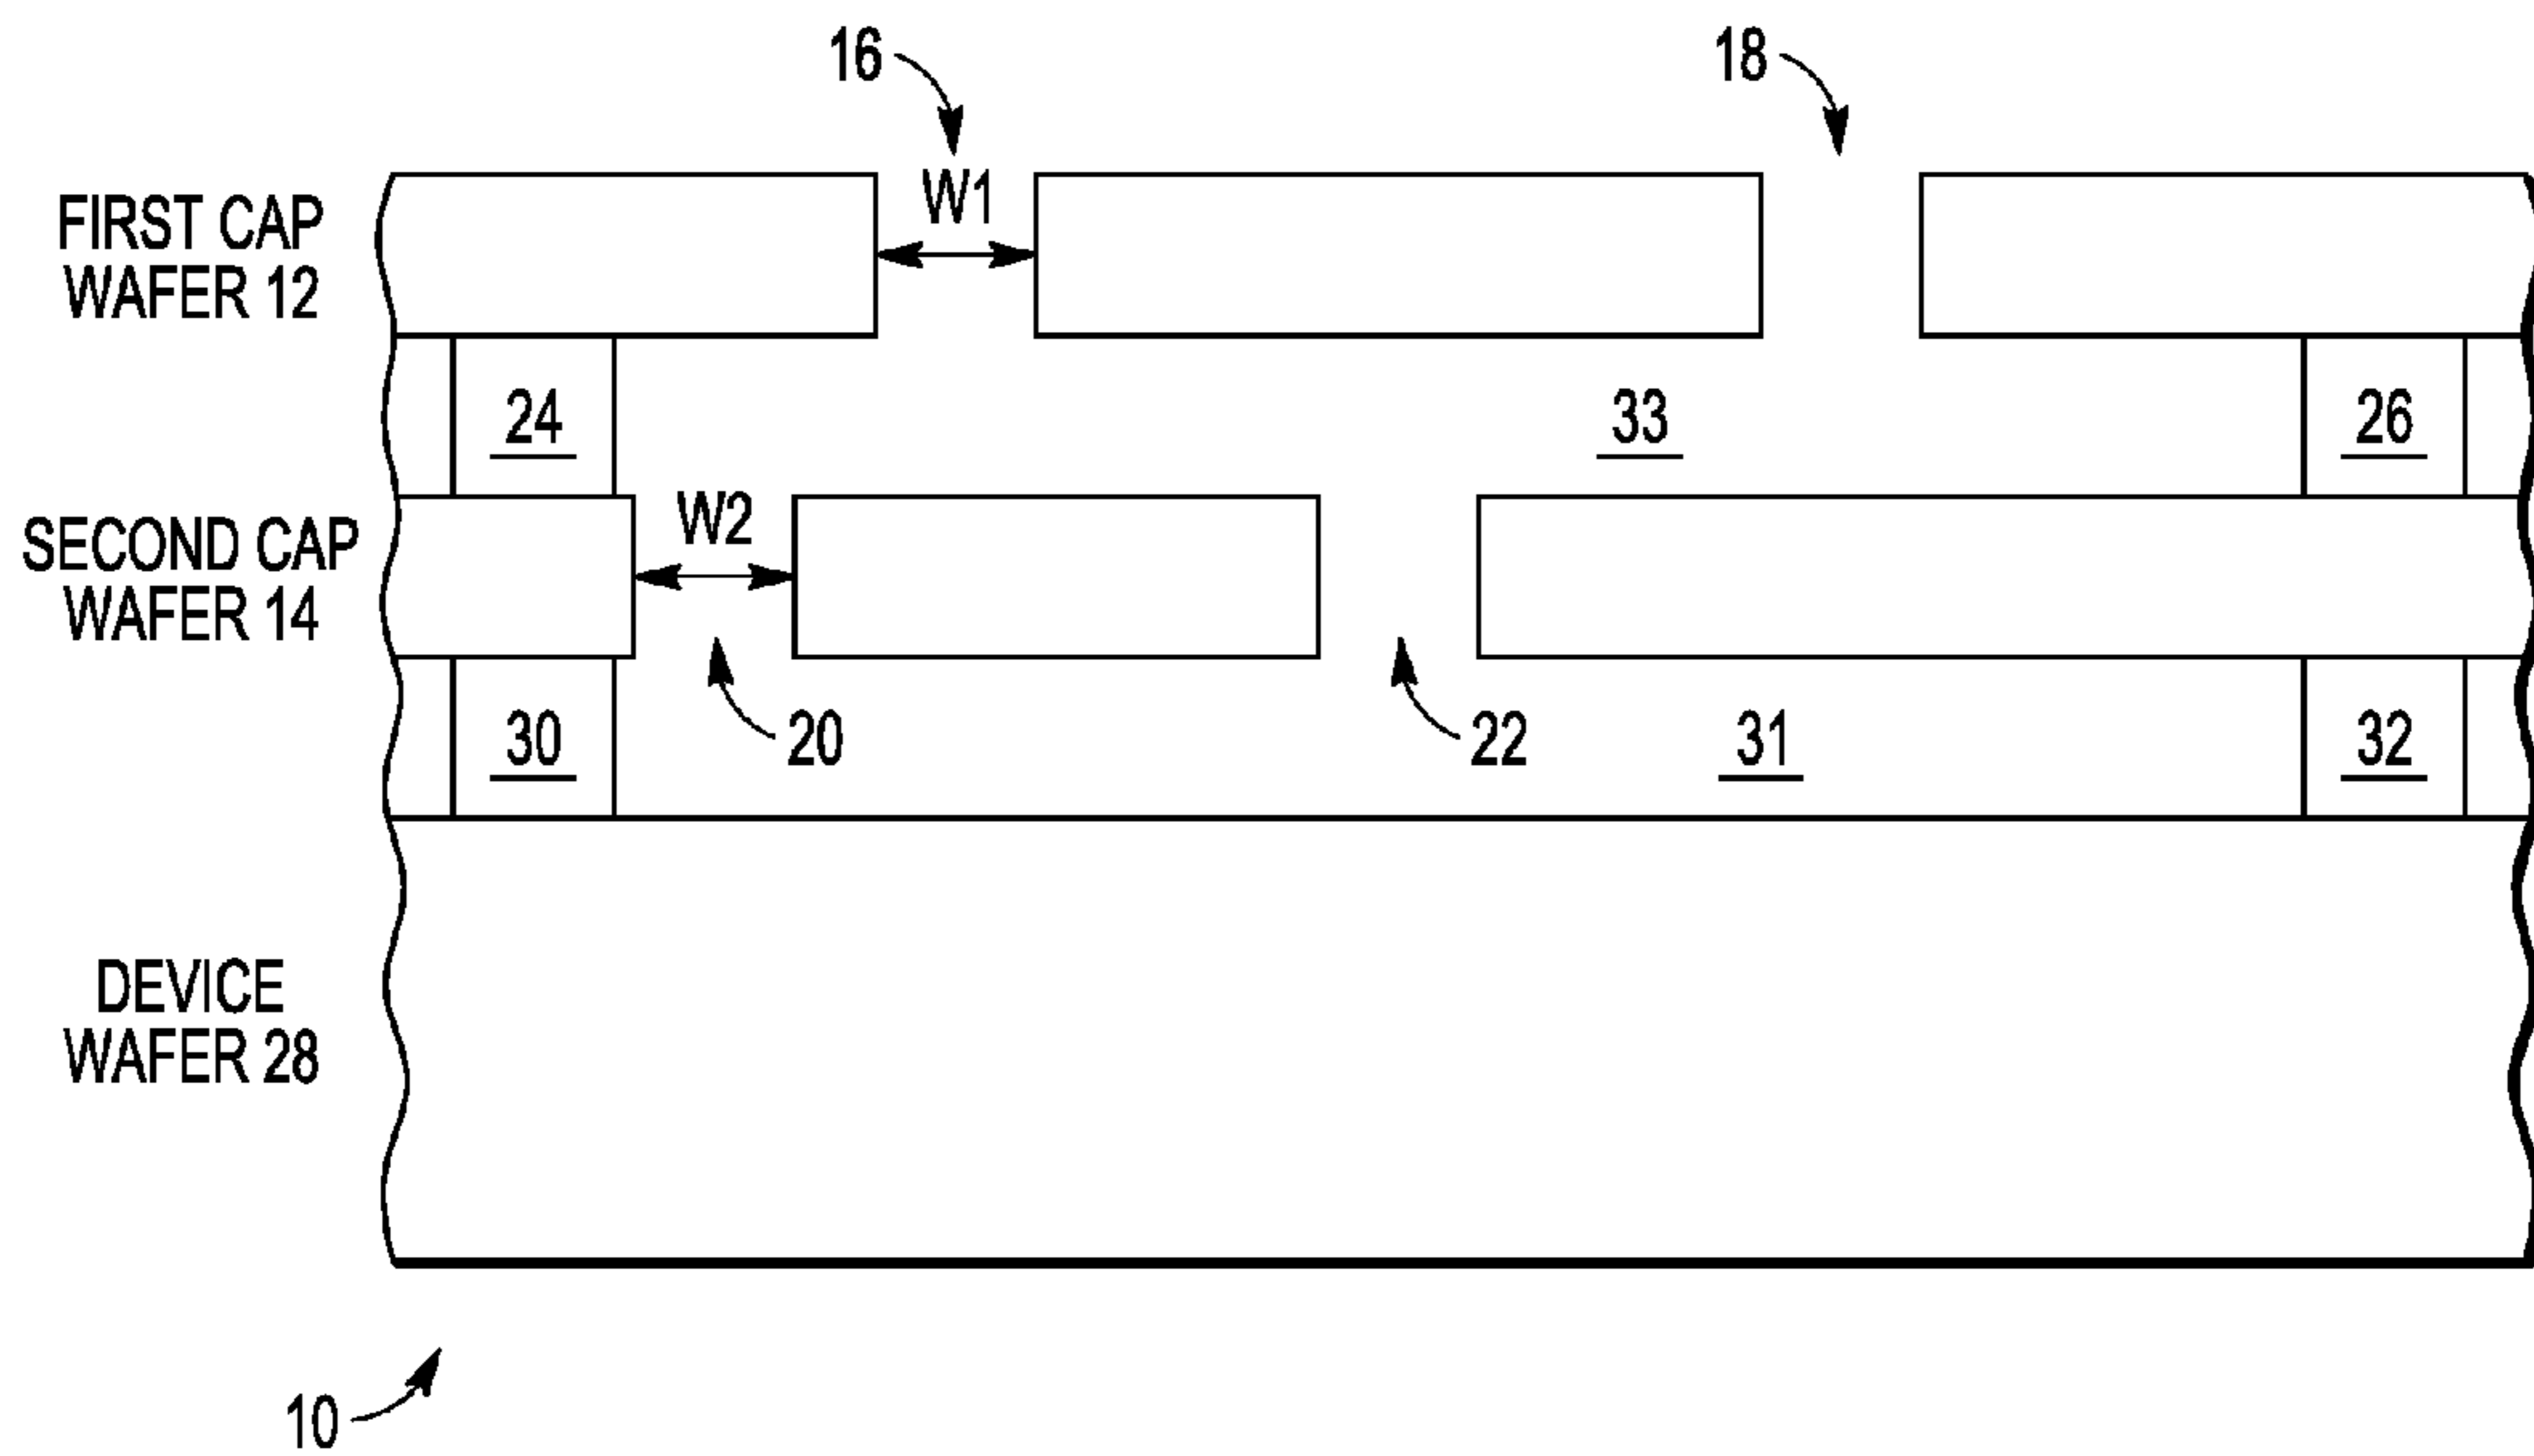 16
18
W1
FIRST CAP
WAFER 12
24
33
26
W2
SECOND CAP
WAFER 14
30
20
22
31
32
DEVICE
WAFER 28
10